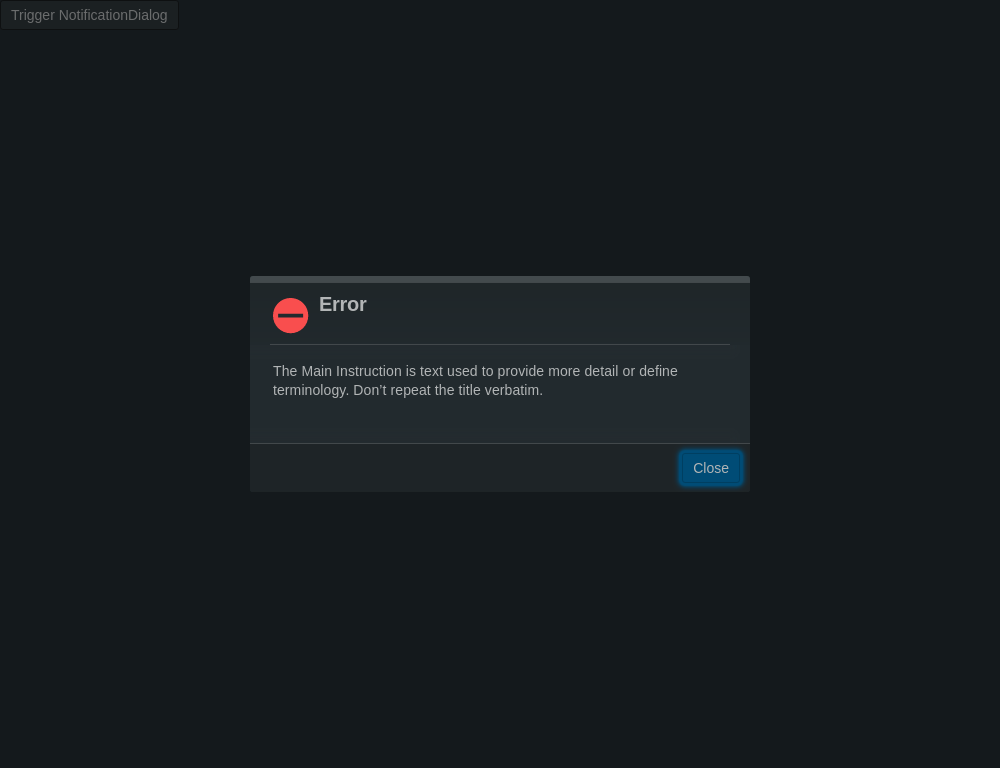 Trigger NotificationDialog
Error
The Main Instruction is text used to provide more detail or define
terminology. Don’t repeat the title verbatim.
Close